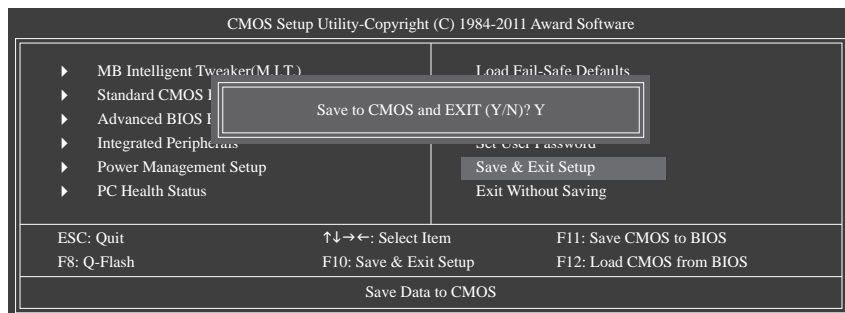 CMOS Setup Utility-Copyright (C) 1984-2011 Award Software
MB Intelligent Tweaker(M.I.T.)
Standard CMOS
Advanced BIOS
Integrated Peripherals
Power Management Setup
PC Health Status
Load Fail-Safe Defaults
Set User Password
Save & Exit Setup
Exit Without Saving
Save to CMOS and EXIT (Y/N)? Y
ESC: Quit ↑↓→←: Select Item F11: Save CMOS to BIOS
F8: Q-Flash F10: Save & Exit Setup F12: Load CMOS from BIOS
Save Data to CMOS